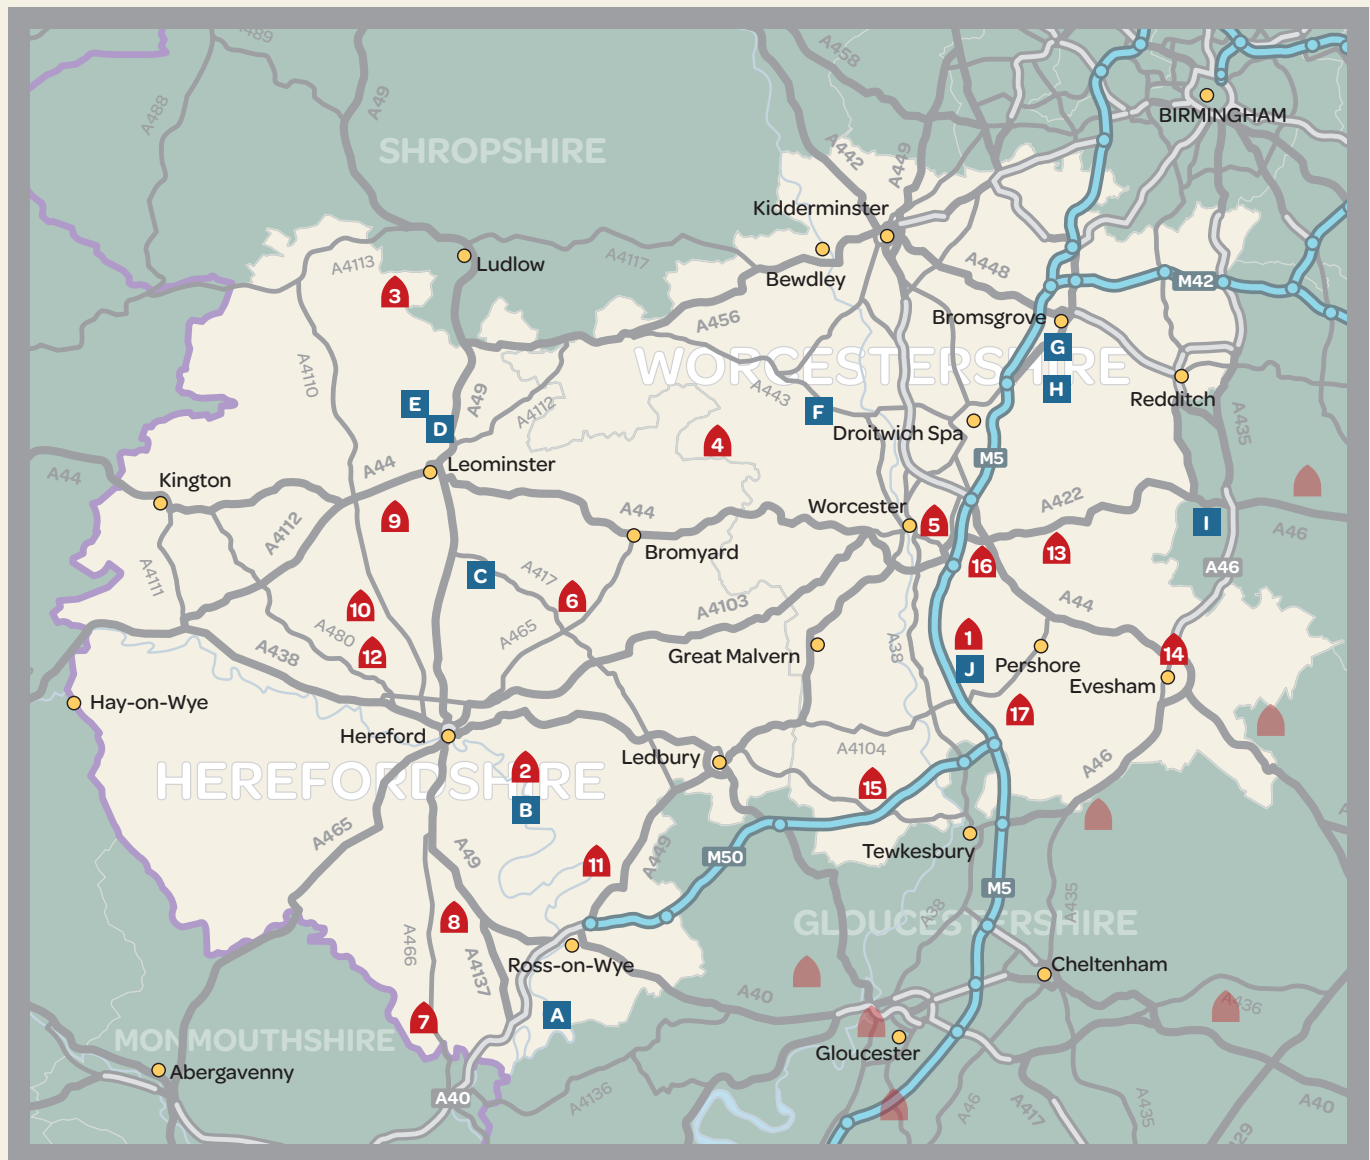 A489
A458
A488
A49
BIRMINGHAM
SHROPSHIRE
A442
A449
Kidderminster
A4113
Ludlow
A4117
Bewdley
A448
M42
3
A456
Bromsgrove
G
WORCESTERSHIRE
A4110
E
A49
A4112
A443
F
H
Redditch
D
4
Droitwich Spa
A435
A44
Kington
A44
Leominster
M5
A422
9
A44
Worcester
5
I
A46
A4112
Bromyard
13
A4111
C
A417
16
A46
10
6
A4103
A44
A480
A465
1
A438
12
A38
Great Malvern
J
Pershore
14
Evesham
Hay-on-Wye
17
Hereford
2
Ledbury
A4104
A46
HEREFORDSHIRE
B
15
A465
A49
11
A449
M50
Tewkesbury
M5
8
A38
A435
GLOUCESTERSHIRE
A466
A4137
Ross-on-Wye
Cheltenham
A40
A436
7
A
MONMOUTHSHIRE
Gloucester
Abergavenny
A40
A4136
A46
A417
A435
A40
A429